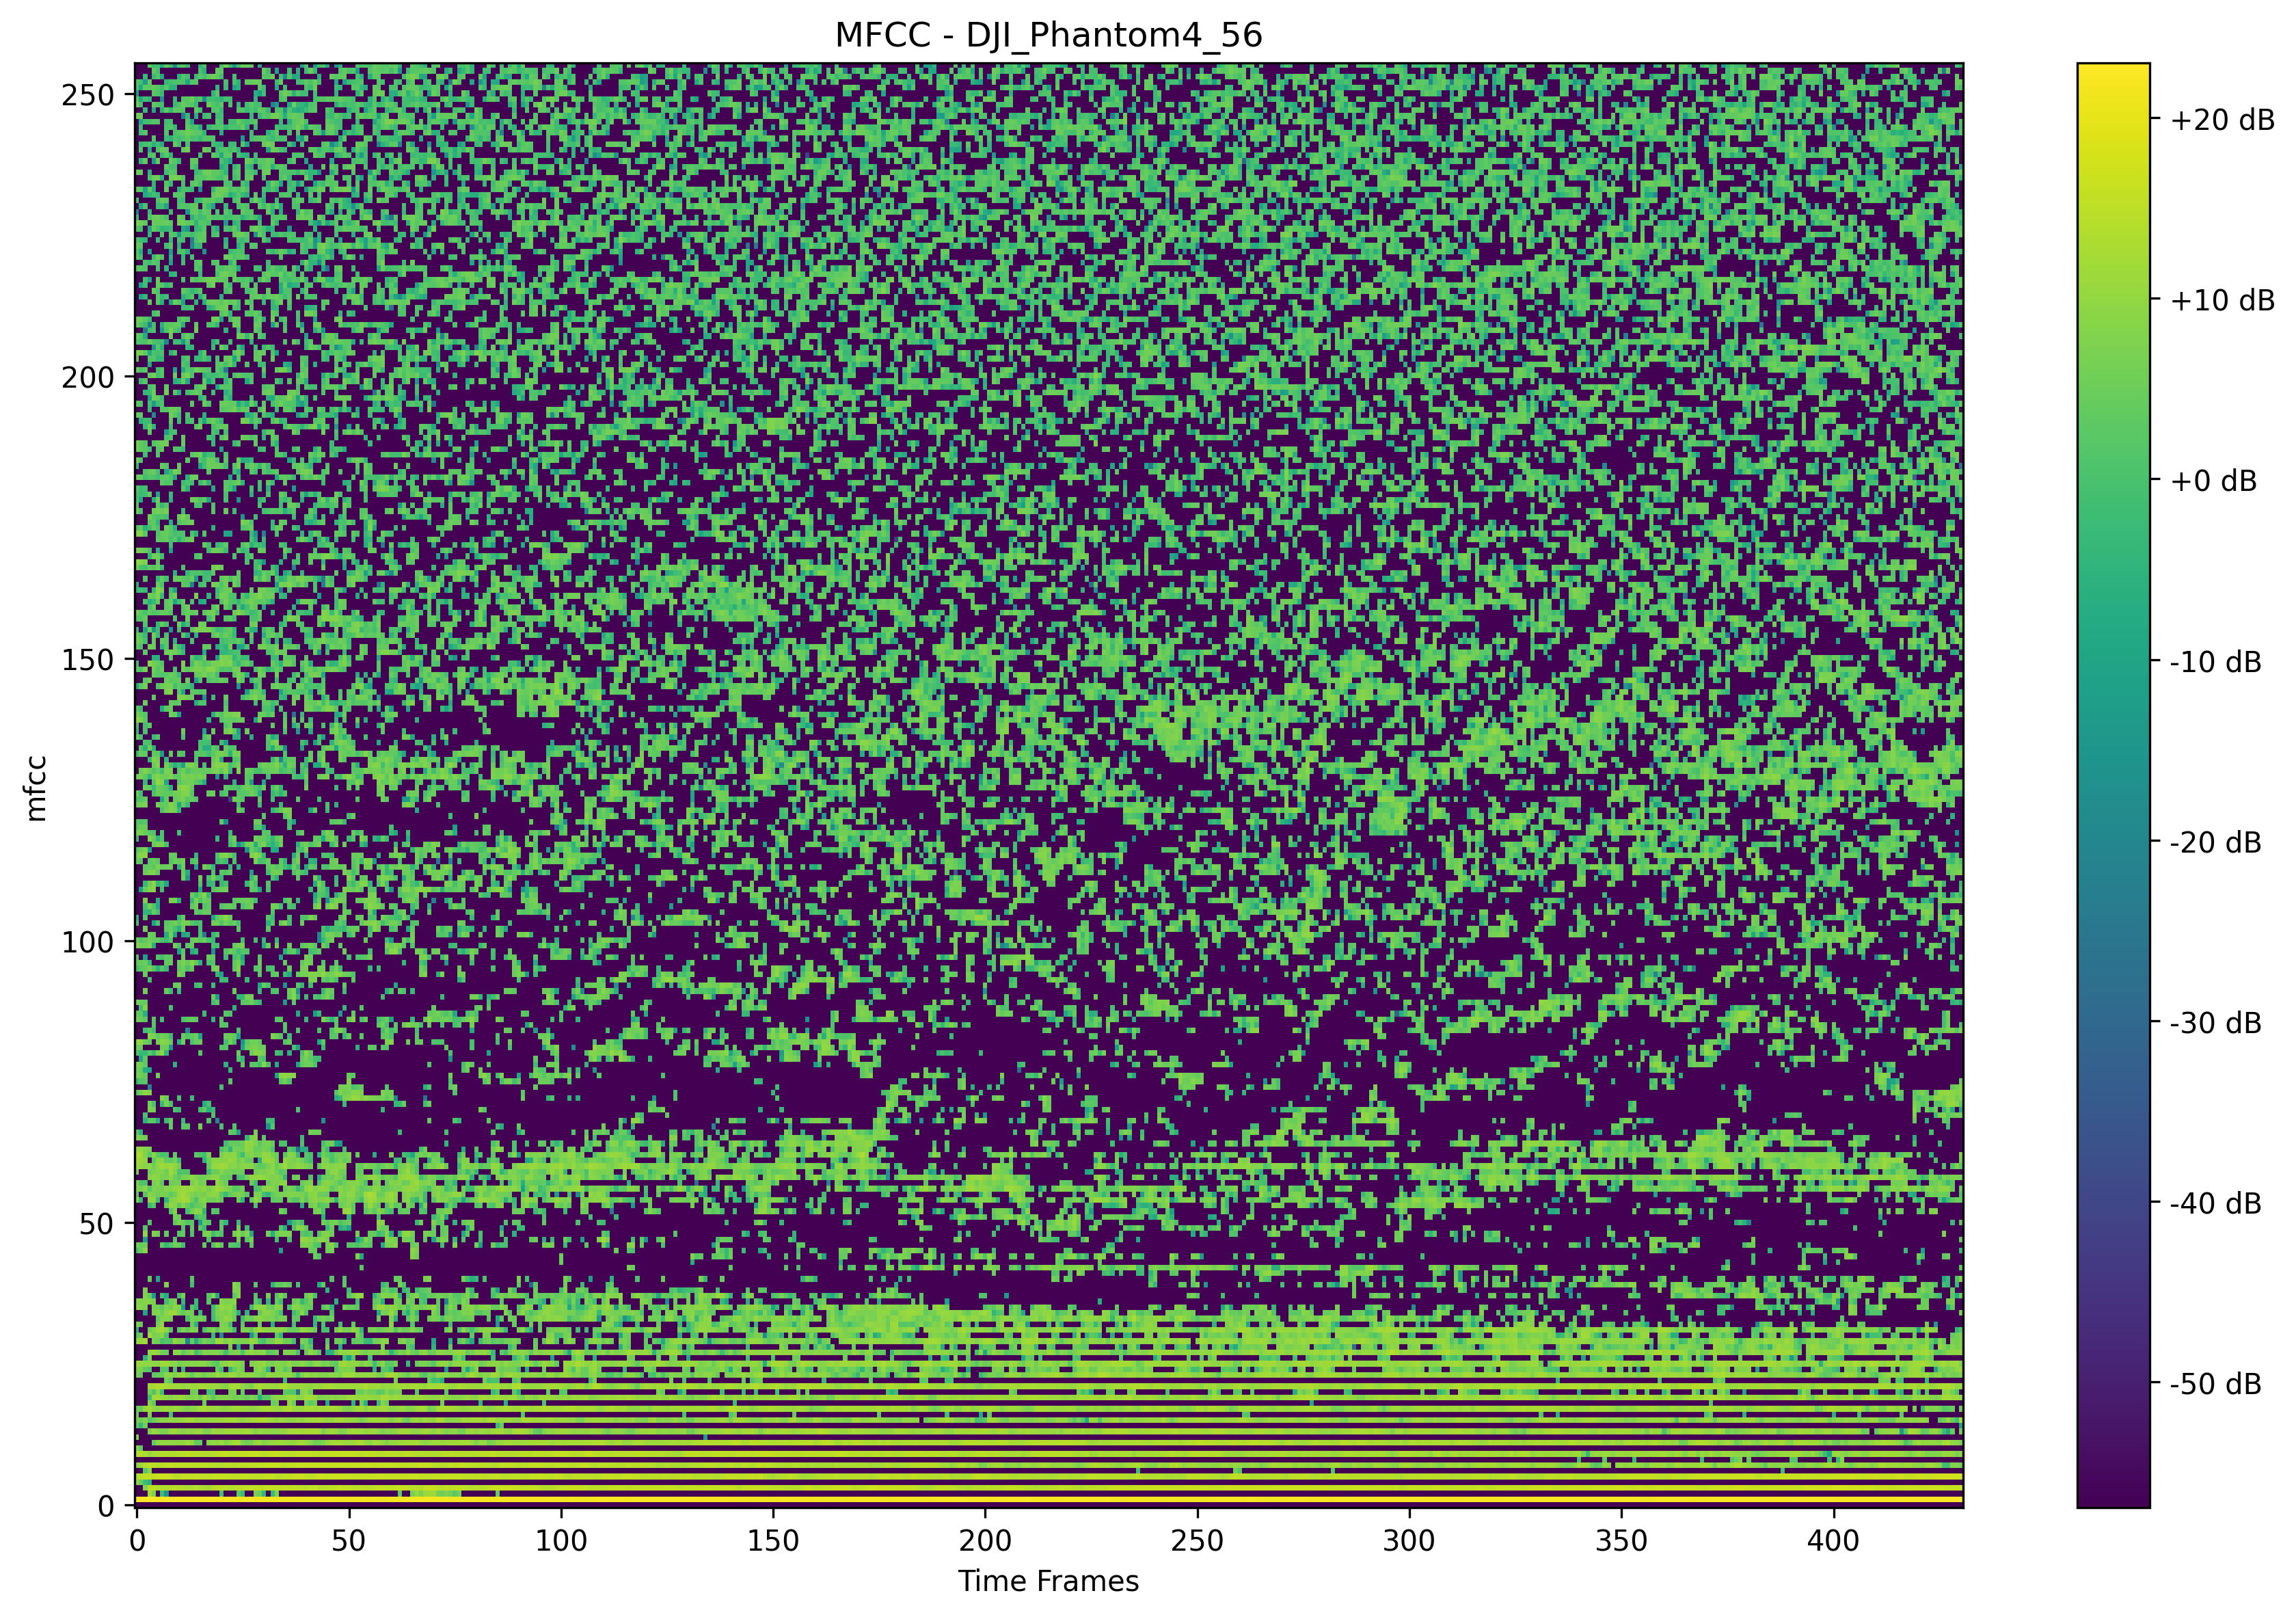 MFCC - DJI_Phantom4_56
250
200
150
100
50
0
mfcc
0 50 100 150 200 250 300 350 400
Time Frames
+20 dB
+10 dB
+0 dB
-10 dB
-20 dB
-30 dB
-40 dB
-50 dB